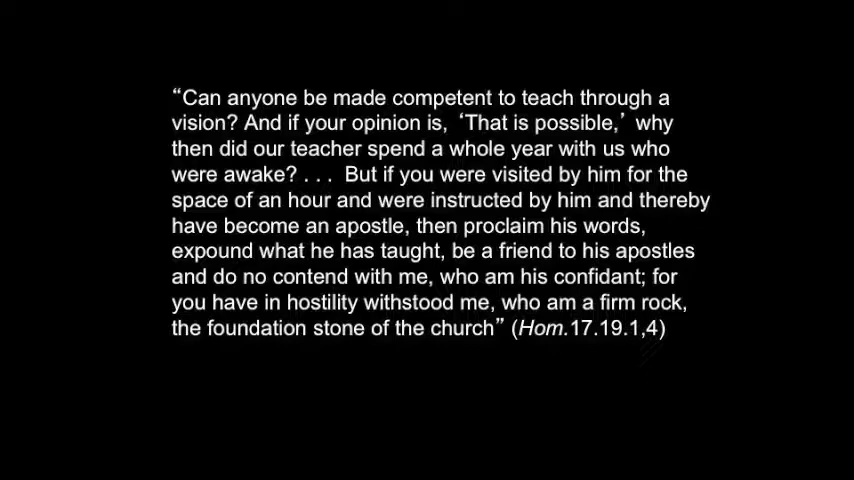 “Can anyone be made competent to teach through a
vision? And if your opinion is, ‘That is possible,’ why
then did our teacher spend a whole year with us who
were awake? . . . But if you were visited by him for the
space of an hour and were instructed by him and thereby
have become an apostle, then proclaim his words,
expound what he has taught, be a friend to his apostles
and do no contend with me, who am his confidant; for
you have in hostility withstood me, who am a firm rock,
the foundation stone of the church” (Hom.17.19.1,4)